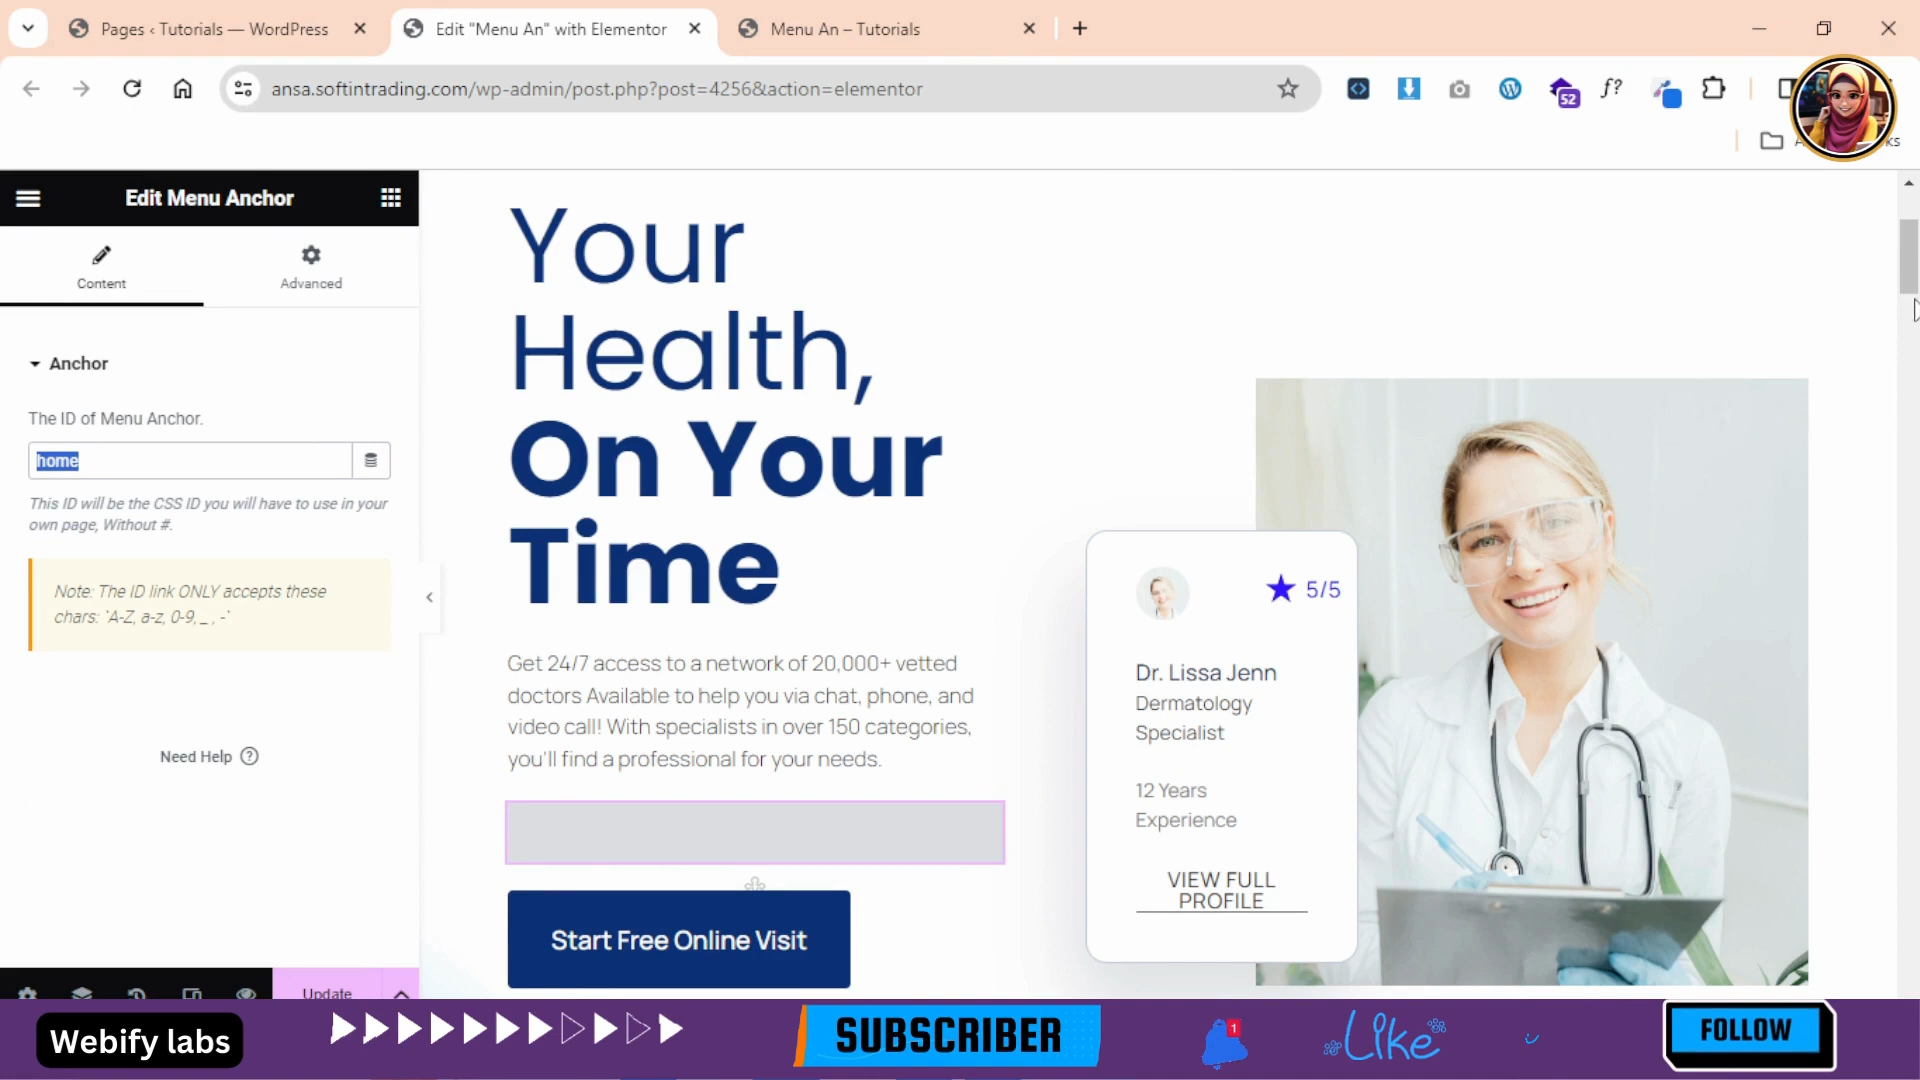 Pages ‹ Tutorials — WordPress
Edit "Menu An" with Elementor
Menu An – Tutorials
ansa.softintrading.com/wp-admin/post.php?post=4256&action=elementor
52
f?
Edit Menu Anchor
Content
Advanced
Anchor
The ID of Menu Anchor.
home
This ID will be the CSS ID you will have to use in your
own page, Without #.
Note: The ID link ONLY accepts these
chars: `A-Z, a-z, 0-9, _ , -`
Need Help
Update
Your
Health,
On Your
Time
Get 24/7 access to a network of 20,000+ vetted
doctors Available to help you via chat, phone, and
video call! With specialists in over 150 categories,
you'll find a professional for your needs.
Start Free Online Visit
5/5
Dr. Lissa Jenn
Dermatology
Specialist
12 Years
Experience
VIEW FULL
PROFILE
Webify labs
SUBSCRIBER
1
Like
FOLLOW